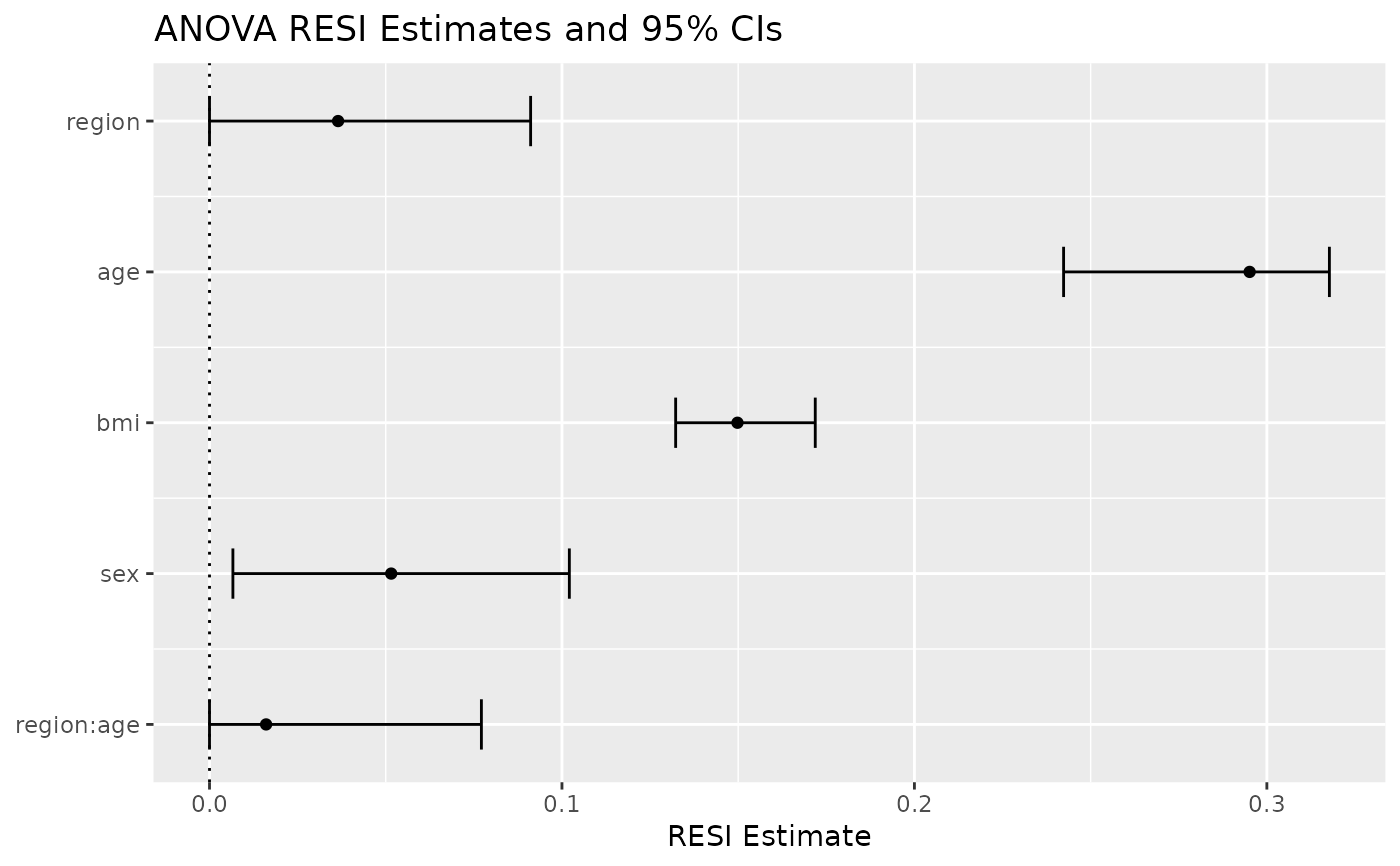 ANOVA RESI Estimates and 95% CIs
region
age
bmi
sex
region:age
0.0 0.1 0.2 0.3
RESI Estimate